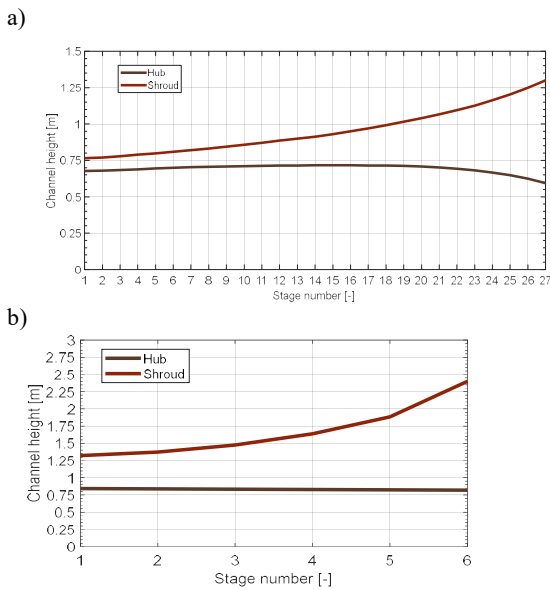 a)
1.5
1.25
1
0.75
0.5
0.25
0
Channel height [m]
Hub
Shroud
1 2 3 4 5 6 7 8 9 10 11 12 13 14 15 16 17 18 19 20 21 22 23 24 25 26 27
Stage number [-]
b)
3
2.75
2.5
2.25
2
1.75
1.5
1.25
1
0.75
0.5
0.25
0
Channel height [m]
Hub
Shroud
1 2 3 4 5 6
Stage number [-]